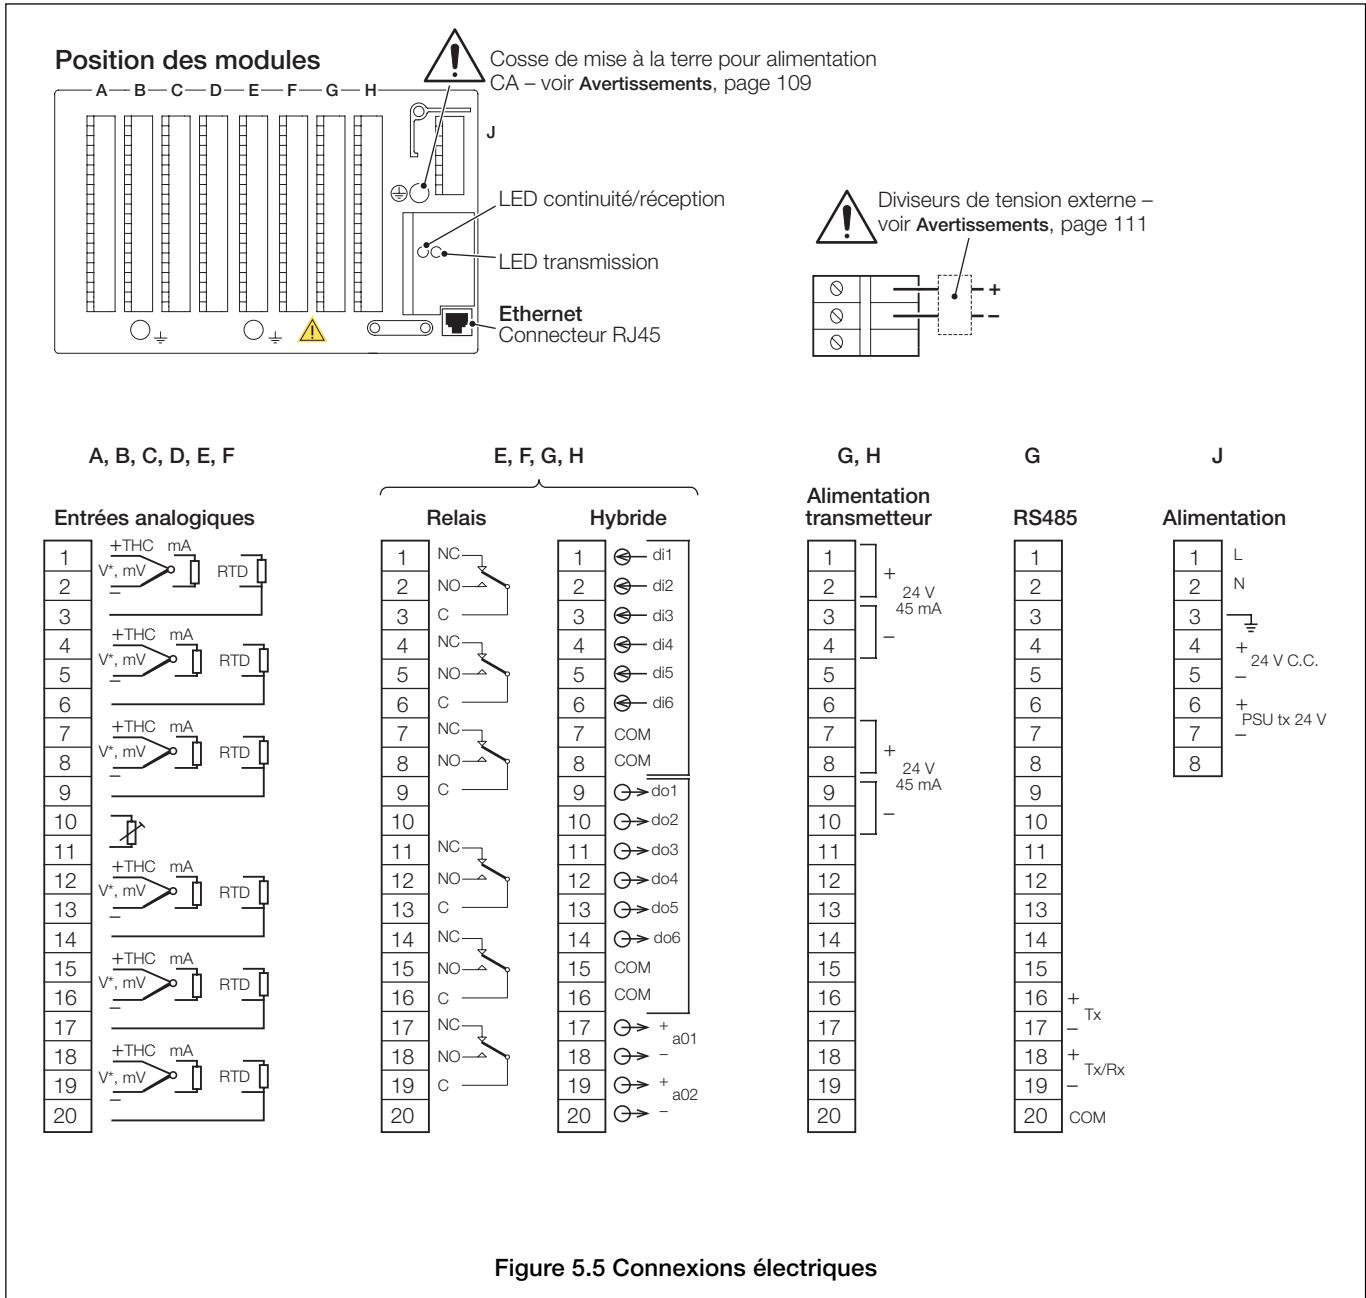 Position des modules
A B C D E F G H
J
Cosse de mise à la terre pour alimentation
CA – voir Avertissements, page 109
LED continuité/réception
LED transmission
Ethernet
Connecteur RJ45
Diviseurs de tension externe –
voir Avertissements, page 111
+
–
A, B, C, D, E, F
Entrées analogiques
1 +THC mA
2 V*, mV – RTD
3
4 +THC mA
5 V*, mV – RTD
6
7 +THC mA
8 V*, mV – RTD
9
10
11
12 +THC mA
13 V*, mV – RTD
14
15 +THC mA
16 V*, mV – RTD
17
18 +THC mA
19 V*, mV – RTD
20
E, F, G, H
Relais
1 NC
2 NO
3 C
4 NC
5 NO
6 C
7 NC
8 NO
9 C
10
11 NC
12 NO
13 C
14 NC
15 NO
16 C
17 NC
18 NO
19 C
20
Hybride
1 di1
2 di2
3 di3
4 di4
5 di5
6 di6
7 COM
8 COM
9 do1
10 do2
11 do3
12 do4
13 do5
14 do6
15 COM
16 COM
17 + a01
18 –
19 + a02
20 –
G, H
Alimentation
transmetteur
1
2 + 24 V
3 45 mA
4 –
5
6
7
8 + 24 V
9 45 mA
10 –
11
12
13
14
15
16
17
18
19
20
G
RS485
1
2
3
4
5
6
7
8
9
10
11
12
13
14
15
16 + Tx
17 –
18 + Tx/Rx
19 –
20 COM
J
Alimentation
1 L
2 N
3
4 + 24 V C.C.
5 –
6 + PSU tx 24 V
7 –
8
Figure 5.5 Connexions électriques